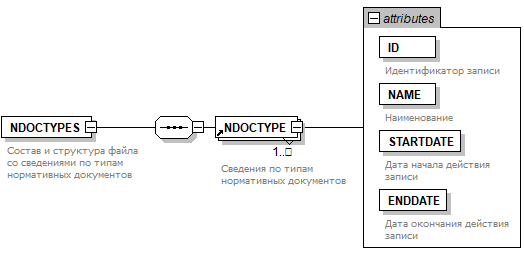 attributes
ID
Идентификатор записи
NAME
Наименование
STARTDATE
Дата начала действия
записи
ENDDATE
Дата окончания действия
записи
NDOCTYPES
Состав и структура файла
со сведениями по типам
нормативных документов
NDOCTYPE
1..
Сведения по типам
нормативных документов